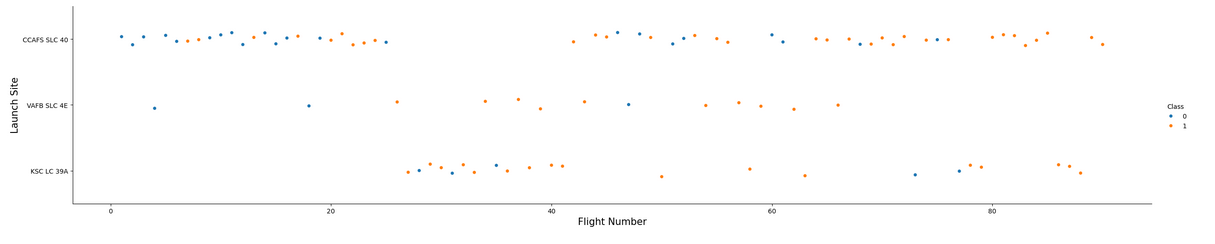 CCAFS SLC 40
VAFB SLC 4E
KSC LC 39A
Launch Site
0 20 40 60 80
Flight Number
Class
0
1